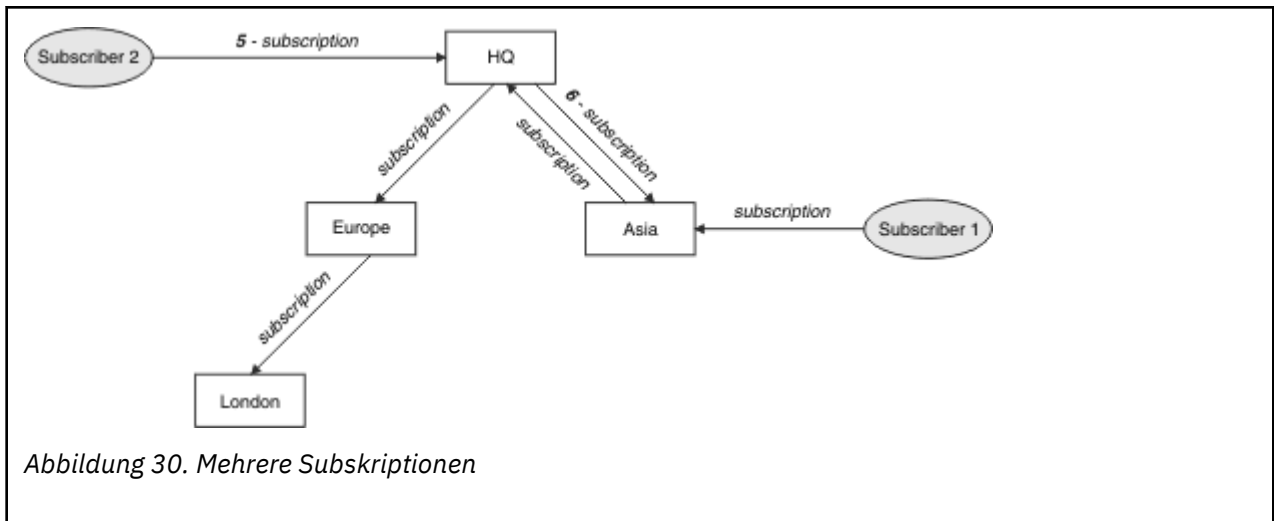 Subscriber 2
5 - subscription
HQ
subscription
subscription
6 - subscription
Europe
Asia
subscription
Subscriber 1
subscription
London
Abbildung 30. Mehrere Subskriptionen